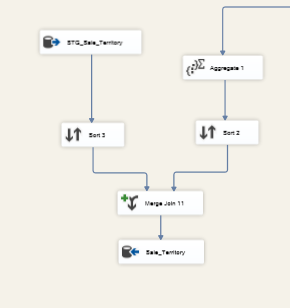 STG_Sale_Territory
Aggregate 1
Sort 3
Sort 2
Merge Join 11
Sale_Territory